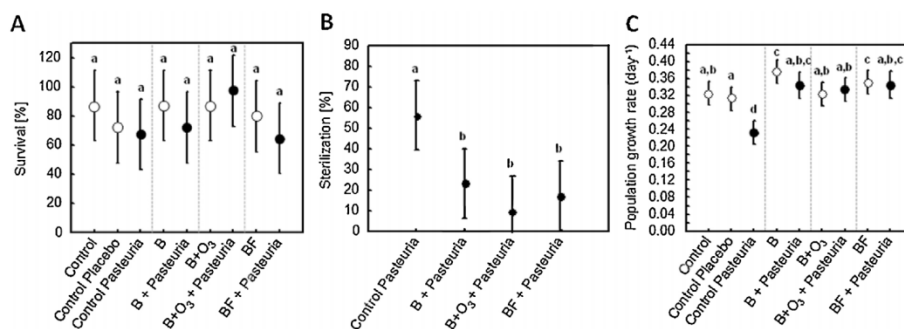 A
Survival [%]
140
120
100
80
60
40
20
0
a
a
a
a
a
a
a
a
a
Control
Control Placebo
Control Pasteuria
B
B + Pasteuria
B+O3
B+O3 + Pasteuria
BF
BF + Pasteuria
B
Sterilization [%]
90
80
70
60
50
40
30
20
10
0
a
b
b
b
Control Pasteuria
B + Pasteuria
B+O3 + Pasteuria
BF + Pasteuria
C
Population growth rate (day⁻¹)
0.44
0.40
0.36
0.32
0.28
0.24
0.20
0.16
0.12
0.08
0.04
0.00
a,b
a
d
c
a,b,c
a,b
a,b
c
a,b,c
Control
Control Placebo
Control Pasteuria
B
B + Pasteuria
B+O3
B+O3 + Pasteuria
BF
BF + Pasteuria